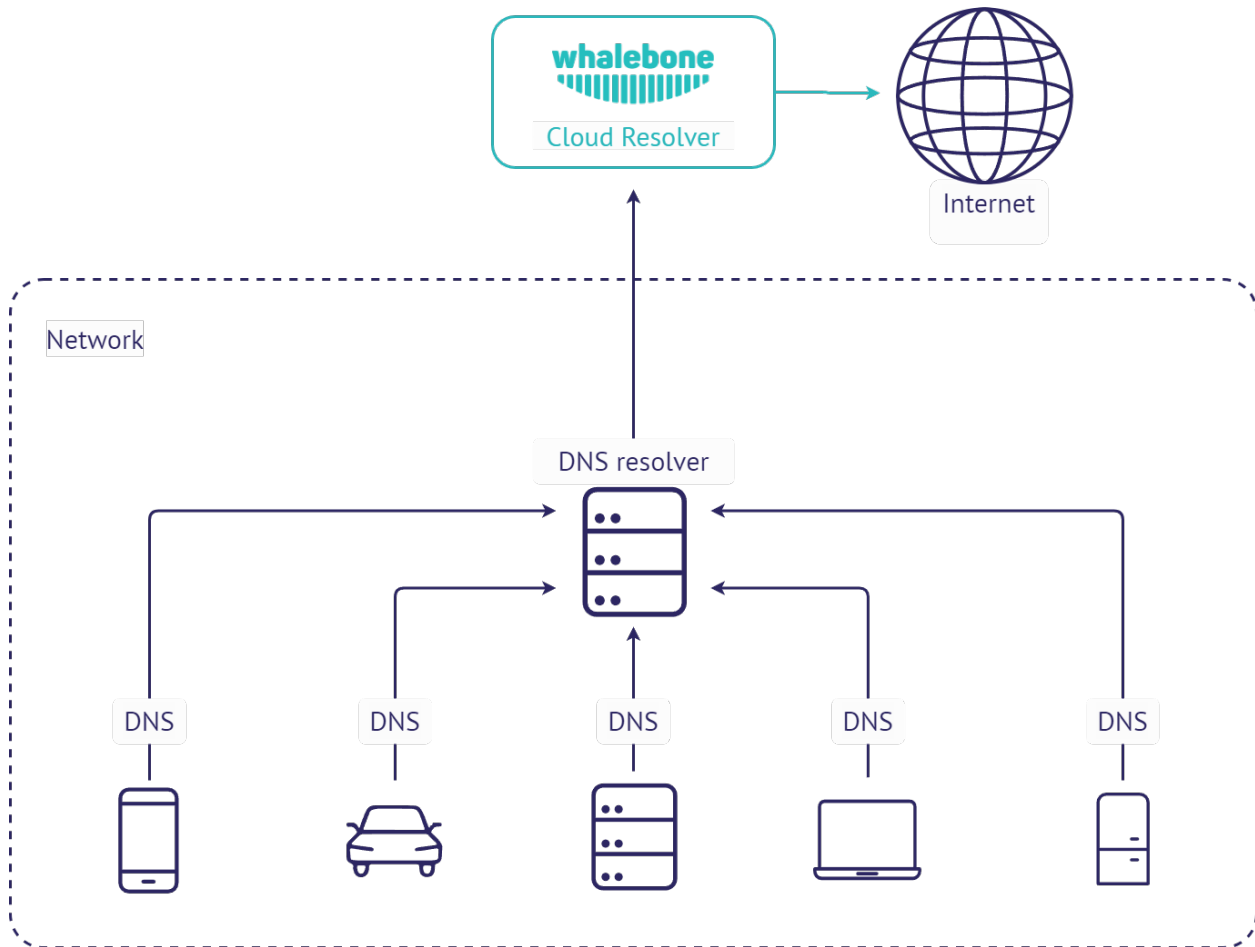 whalebone
Cloud Resolver
Internet
Network
DNS resolver
DNS
DNS
DNS
DNS
DNS